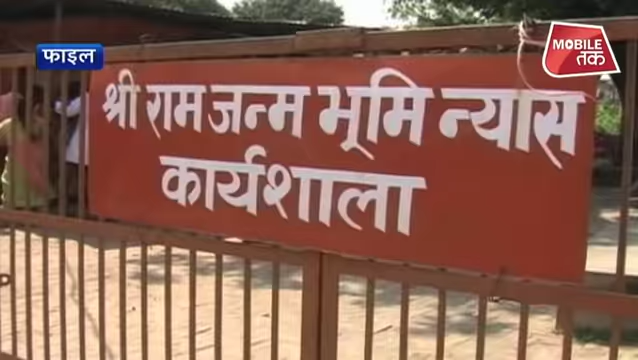 फाइल
MOBILE
तक
श्री राम जन्म भूमि न्यास
कार्यशाला